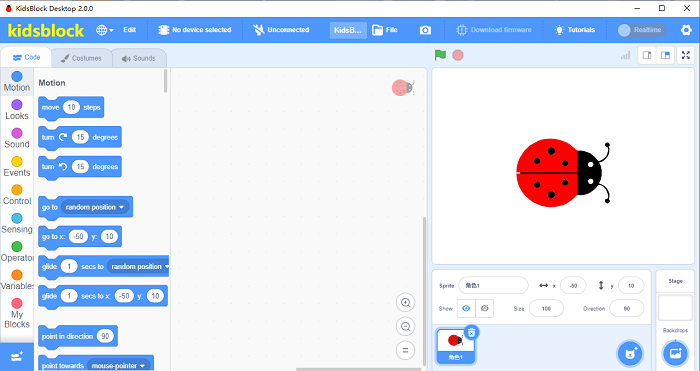 KidsBlock Desktop 2.0.0
kidsblock Edit No device selected Unconnected KidsB... File Download firmware Tutorials Realtime
Code Costumes Sounds
Motion
Looks
Sound
Events
Control
Sensing
Operator
Variables
My Blocks
Motion
move 10 steps
turn 15 degrees
turn 15 degrees
go to random position
go to x: -50 y: 10
glide 1 secs to random position
glide 1 secs to x: -50 y: 10
point in direction 90
point towards mouse-pointer
Sprite 角色1 x -50 y 10
Show Size 100 Direction 90
角色1
Stage
Backdrops